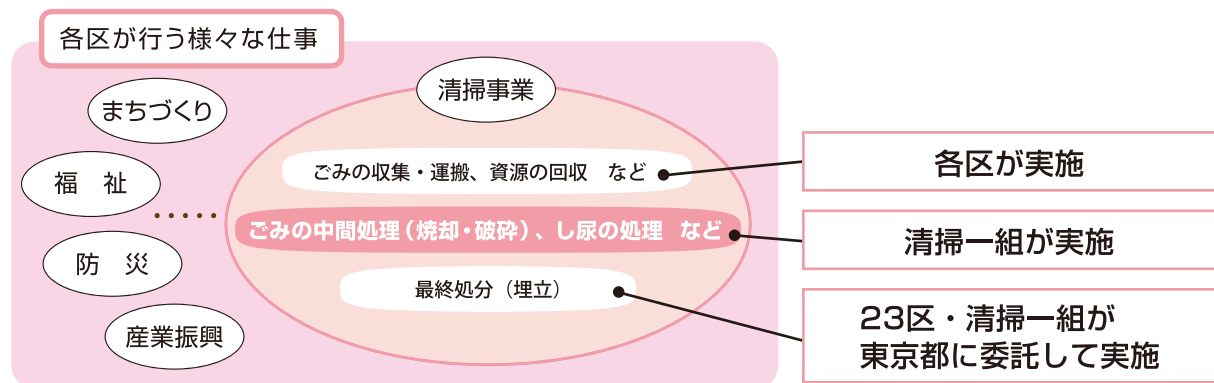 各区が行う様々な仕事
まちづくり
福　祉
防　災
産業振興
清掃事業
ごみの収集・運搬、資源の回収　など
ごみの中間処理（焼却・破砕）、し尿の処理　など
最終処分（埋立）
各区が実施
清掃一組が実施
23区・清掃一組が
東京都に委託して実施